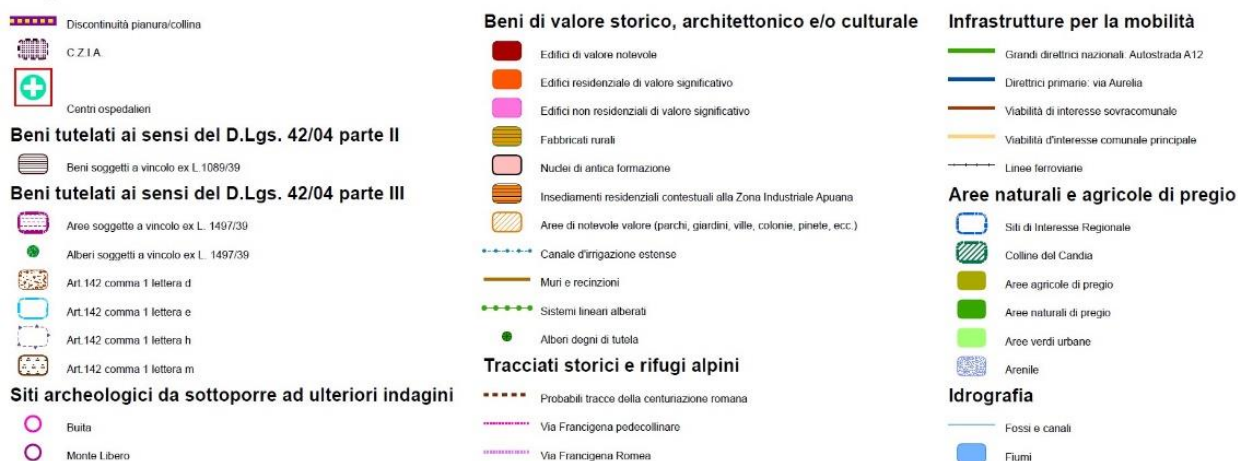 Discontinuità pianura/collina
C.Z.I.A.
Centri ospedalieri
Beni tutelati ai sensi del D.Lgs. 42/04 parte II
Beni soggetti a vincolo ex L.1089/39
Beni tutelati ai sensi del D.Lgs. 42/04 parte III
Aree soggette a vincolo ex L. 1497/39
Alberi soggetti a vincolo ex L. 1497/39
Art.142 comma 1 lettera d
Art.142 comma 1 lettera e
Art.142 comma 1 lettera h
Art.142 comma 1 lettera m
Siti archeologici da sottoporre ad ulteriori indagini
Buita
Monte Libero
Beni di valore storico, architettonico e/o culturale
Edifici di valore notevole
Edifici residenziale di valore significativo
Edifici non residenziali di valore significativo
Fabbricati rurali
Nuclei di antica formazione
Insediamenti residenziali contestuali alla Zona Industriale Apuana
Aree di notevole valore (parchi, giardini, ville, colonie, pinete, ecc.)
Canale d'irrigazione estense
Muri e recinzioni
Sistemi lineari alberati
Alberi degni di tutela
Tracciati storici e rifugi alpini
Probabili tracce della centuriazione romana
Via Francigena pedecollinare
Via Francigena Romea
Infrastrutture per la mobilità
Grandi direttrici nazionali: Autostrada A12
Direttrici primarie: via Aurelia
Viabilità di interesse sovracomunale
Viabilità d'interesse comunale principale
Linee ferroviarie
Aree naturali e agricole di pregio
Siti di Interesse Regionale
Colline del Candia
Aree agricole di pregio
Aree naturali di pregio
Aree verdi urbane
Arenile
Idrografia
Fossi e canali
Fiumi